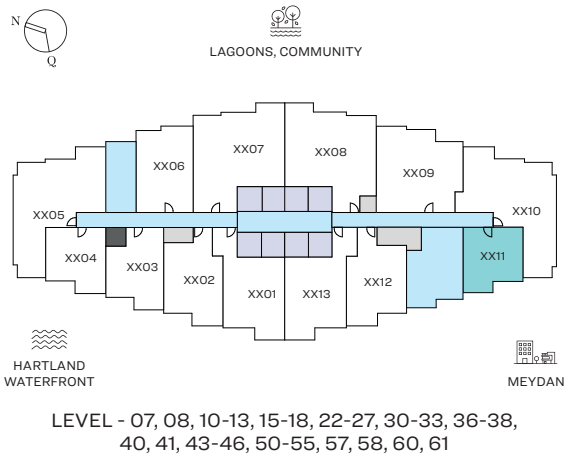 N
Q
LAGOONS, COMMUNITY
XX07
XX08
XX06
XX09
XX05
XX10
XX04
XX03
XX02
XX01
XX13
XX12
XX11
HARTLAND
WATERFRONT
MEYDAN
LEVEL - 07, 08, 10-13, 15-18, 22-27, 30-33, 36-38,
40, 41, 43-46, 50-55, 57, 58, 60, 61